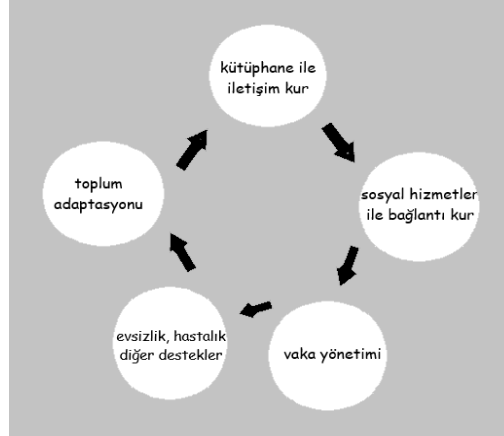 kütüphane ile
iletişim kur
sosyal hizmetler
ile bağlantı kur
vaka yönetimi
evsizlik, hastalık
diğer destekler
toplum
adaptasyonu